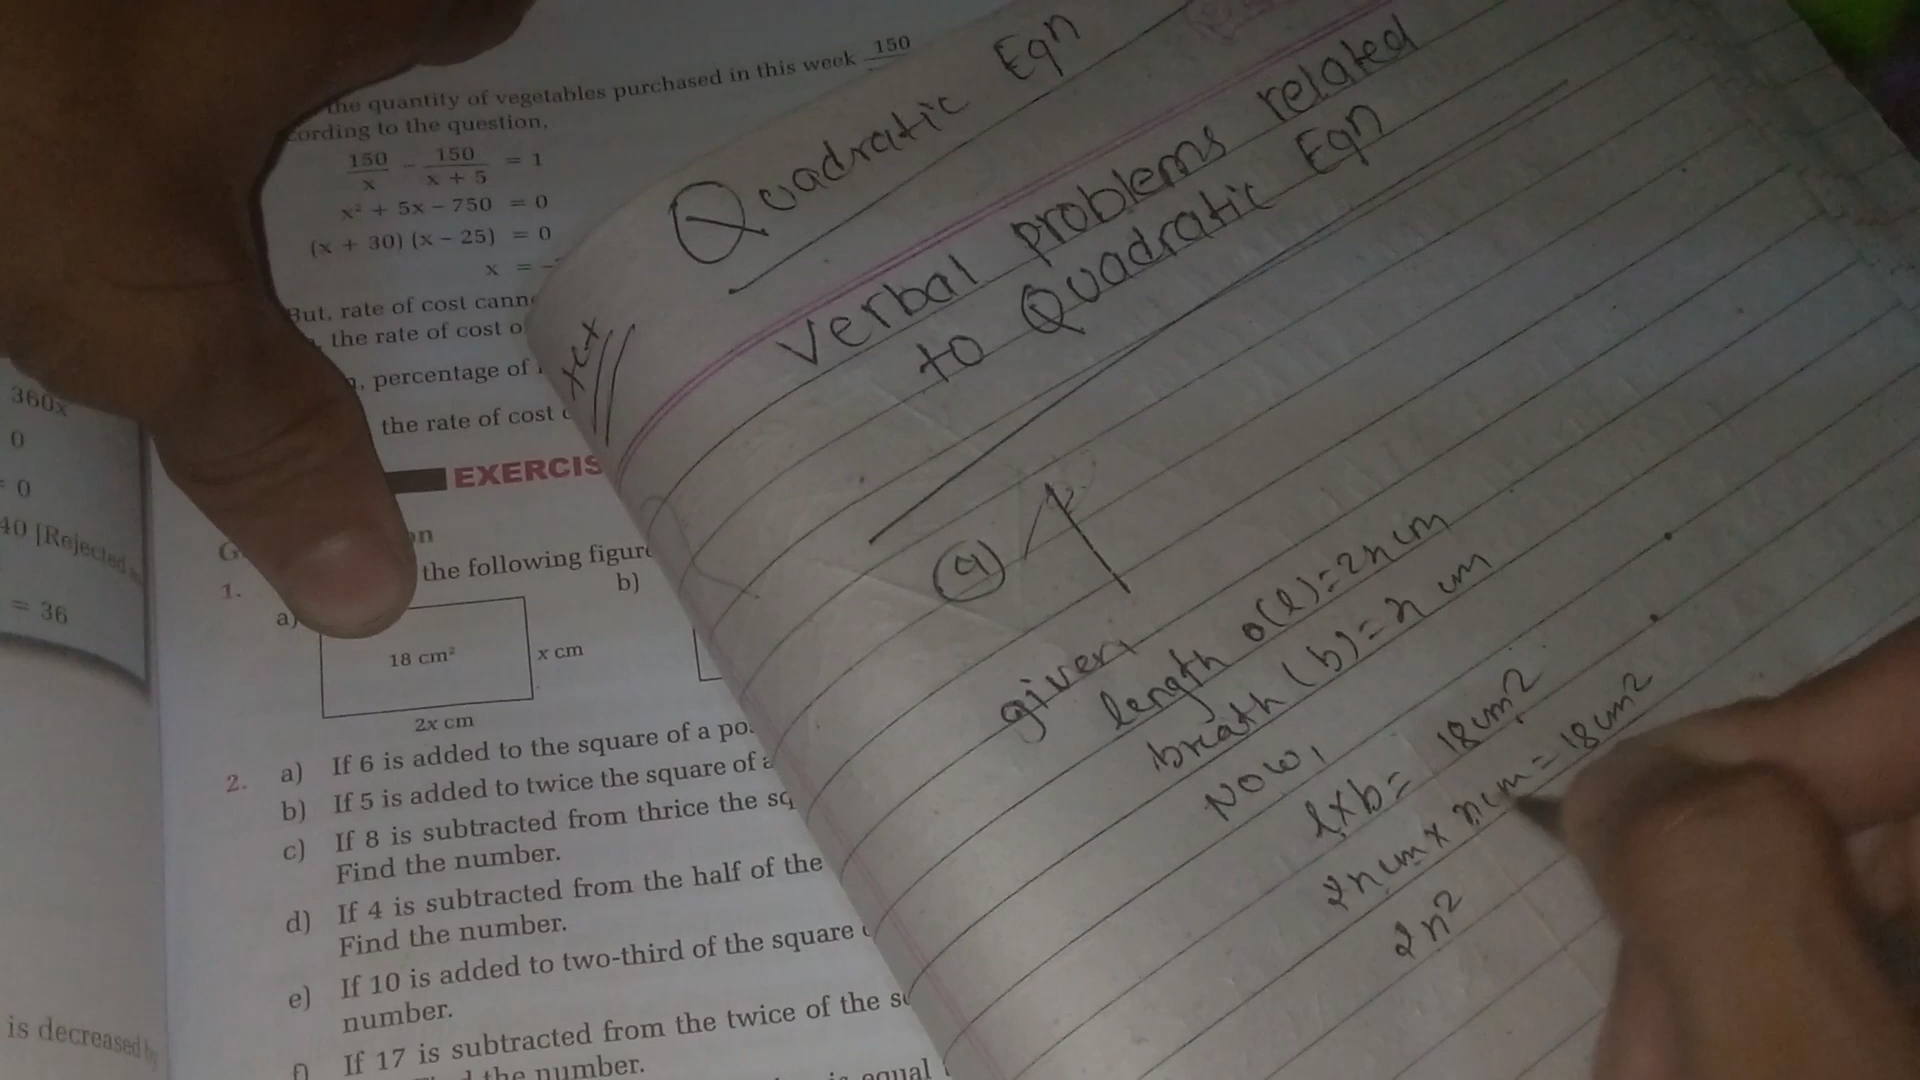 360x
0
= 0
40 [Rejected
= 36
is decreased
the quantity of vegetables purchased in this week 150
cording to the question,
150/x - 150/x + 5 = 1
x² + 5x - 750 = 0
(x + 30) (x - 25) = 0
x = -
But, rate of cost cann
the rate of cost o
, percentage of
the rate of cost
EXERCIS
1. the following figur
a) b)
18 cm²
x cm
2x cm
2. a) If 6 is added to the square of a po
b) If 5 is added to twice the square of a
c) If 8 is subtracted from thrice the sq
Find the number.
d) If 4 is subtracted from the half of the
Find the number.
e) If 10 is added to two-third of the square
number.
f) If 17 is subtracted from the twice of the s
the number.
equal
Quadratic Eqn
Verbal problems related
to Quadratic Eqn
given
length o(l) = 2x cm
breath (b) = x cm
Now,
l x b = 18 cm²
2x cm x x cm = 18 cm²
2x²